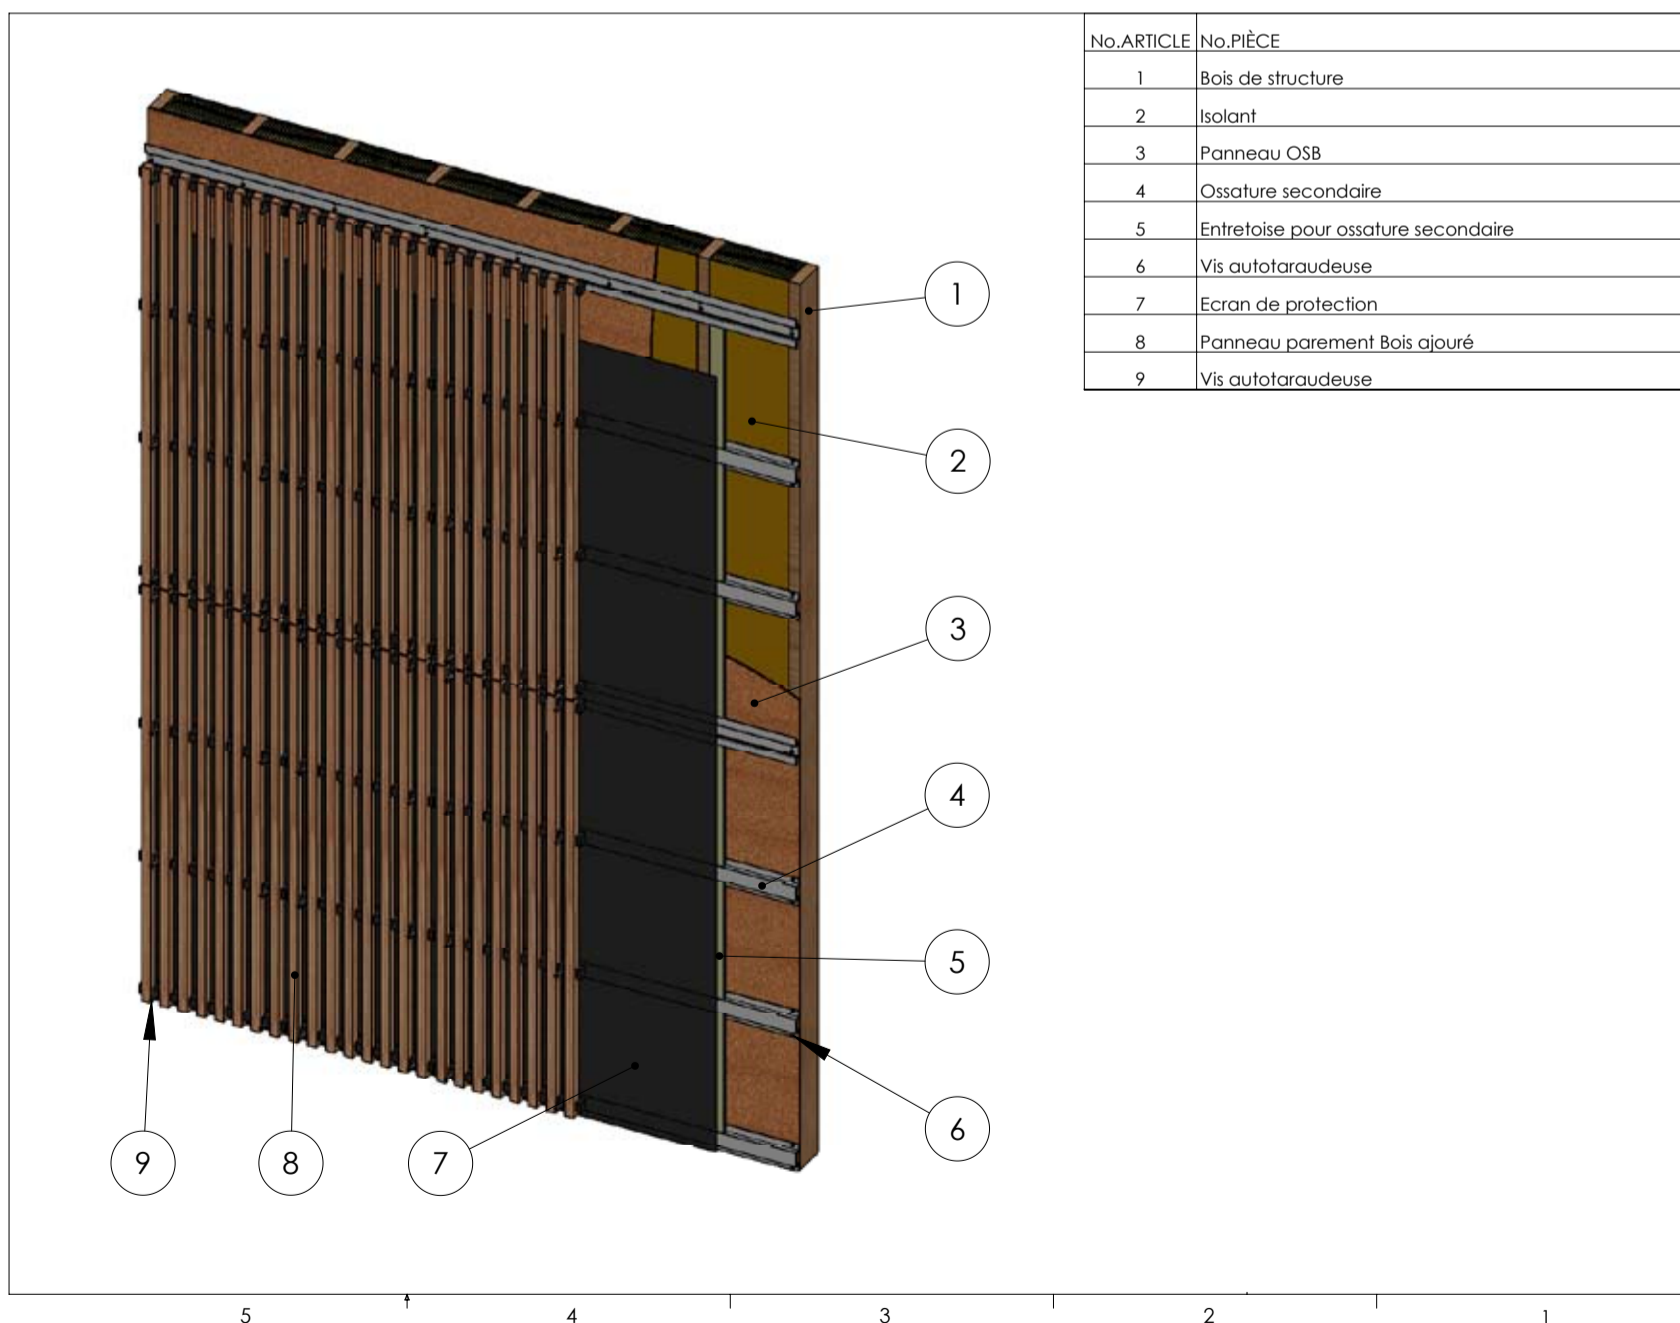 No.ARTICLE No.PIÈCE
1 Bois de structure
2 Isolant
3 Panneau OSB
4 Ossature secondaire
5 Entretoise pour ossature secondaire
6 Vis autotaraudeuse
7 Ecran de protection
8 Panneau parement Bois ajouré
9 Vis autotaraudeuse
1
2
3
4
5
6
9 8 7
5 4 3 2 1